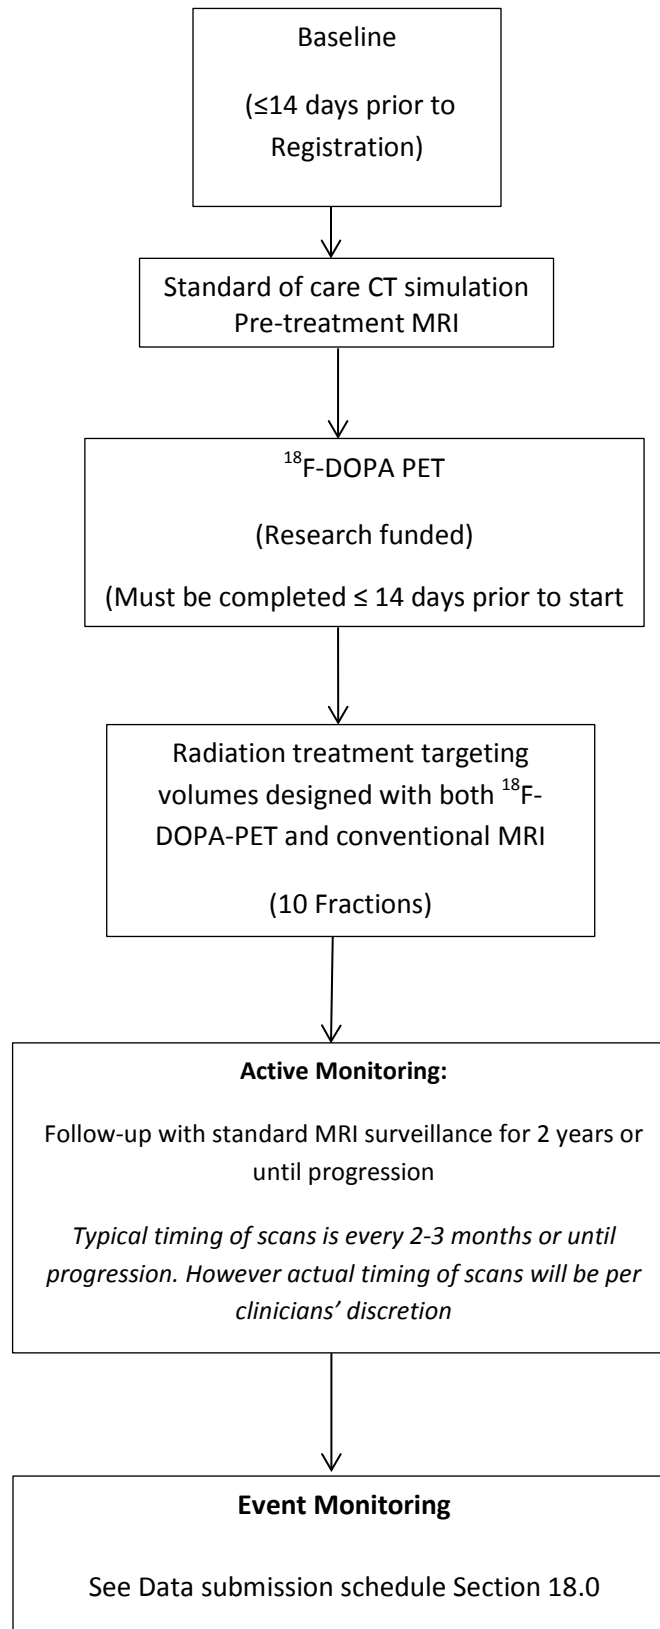 Baseline
(≤14 days prior to
Registration)
Standard of care CT simulation
Pre-treatment MRI
¹⁸F-DOPA PET
(Research funded)
(Must be completed ≤ 14 days prior to start
Radiation treatment targeting
volumes designed with both ¹⁸F-
DOPA-PET and conventional MRI
(10 Fractions)
Active Monitoring:
Follow-up with standard MRI surveillance for 2 years or
until progression
Typical timing of scans is every 2-3 months or until
progression. However actual timing of scans will be per
clinicians’ discretion
Event Monitoring
See Data submission schedule Section 18.0